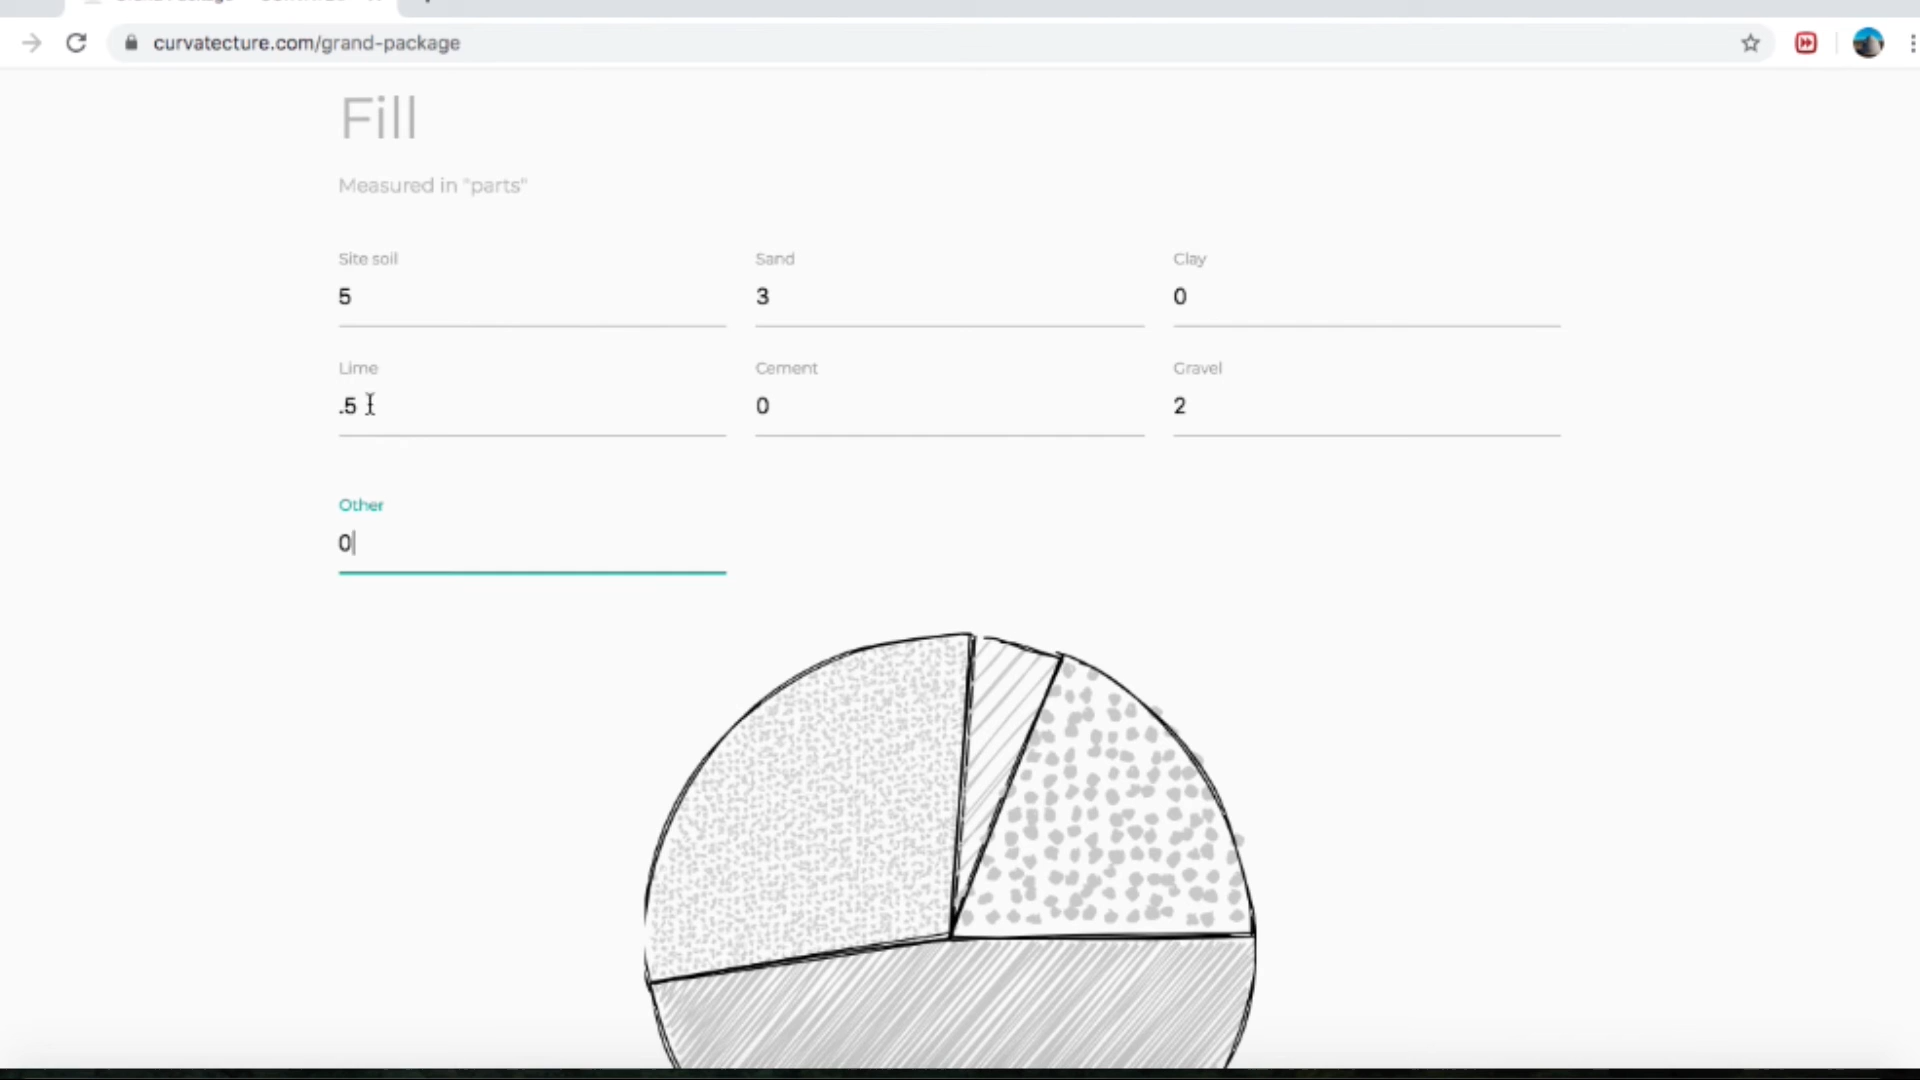 curvatecture.com/grand-package
Fill
Measured in "parts"
Site soil
Sand
Clay
5
3
0
Lime
Cement
Gravel
.5
0
2
Other
0